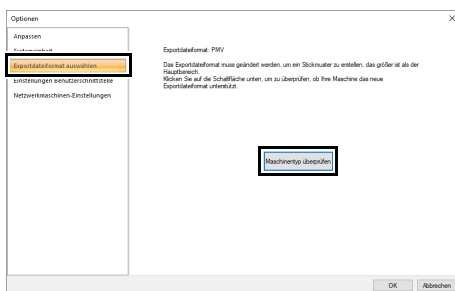 Optionen
Anpassen
Systemeinheit
Exportdateiformat auswählen
Einstellungen Benutzerschnittstelle
Netzwerkmaschinen-Einstellungen
Exportdateiformat: PMV
Das Exportdateiformat muss geändert werden, um ein Stickmuster zu erstellen, das größer ist als der
Hauptbereich.
Klicken Sie auf die Schaltfläche unten, um zu überprüfen, ob Ihre Maschine das neue
Exportdateiformat unterstützt.
Maschinentyp überprüfen
OK
Abbrechen